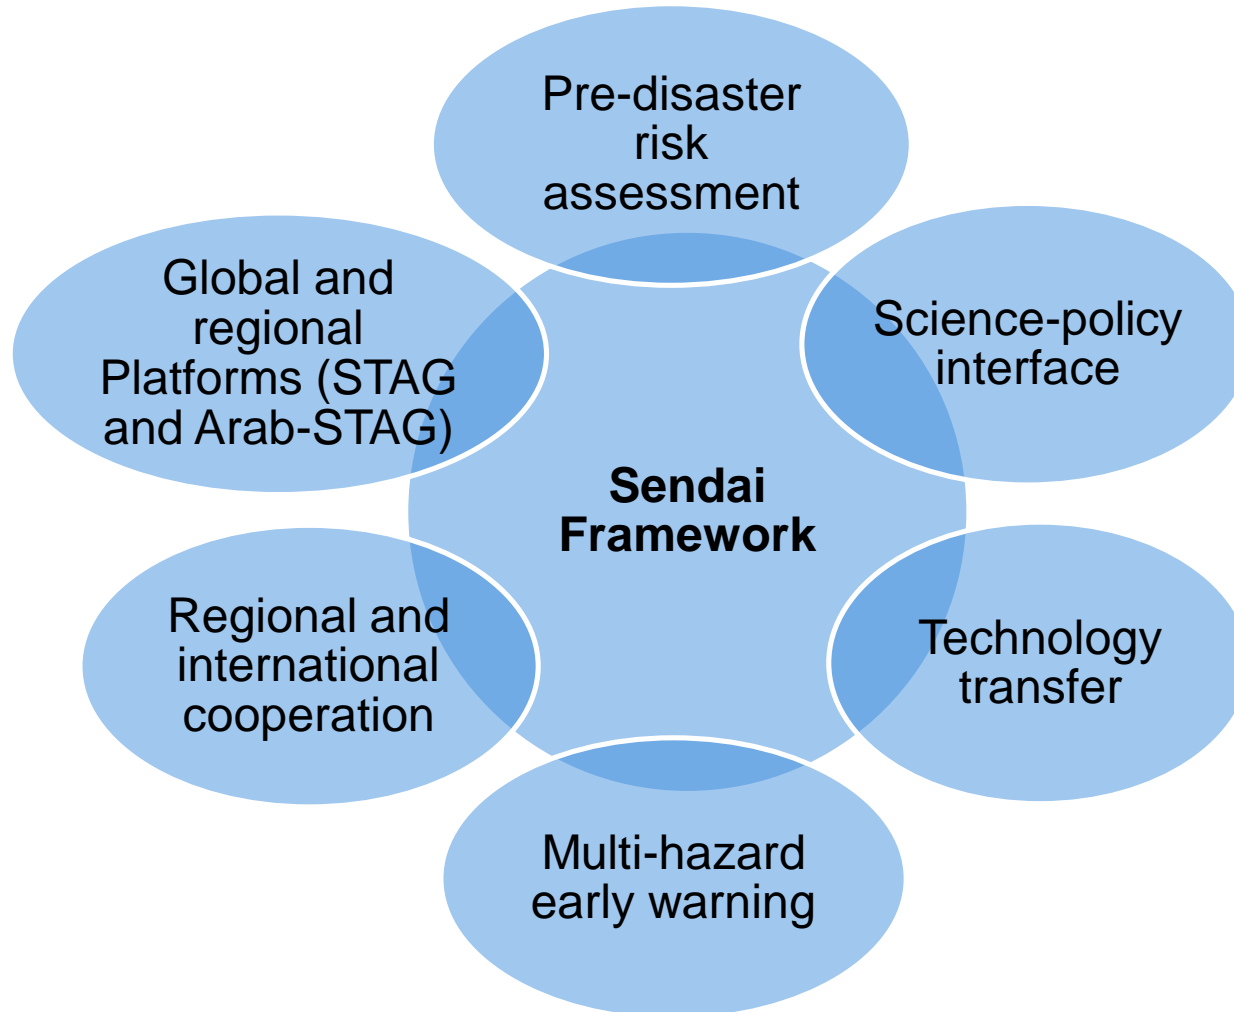 Pre-disaster
risk
assessment
Science-policy
interface
Technology
transfer
Multi-hazard
early warning
Regional and
international
cooperation
Global and
regional
Platforms (STAG
and Arab-STAG)
Sendai
Framework